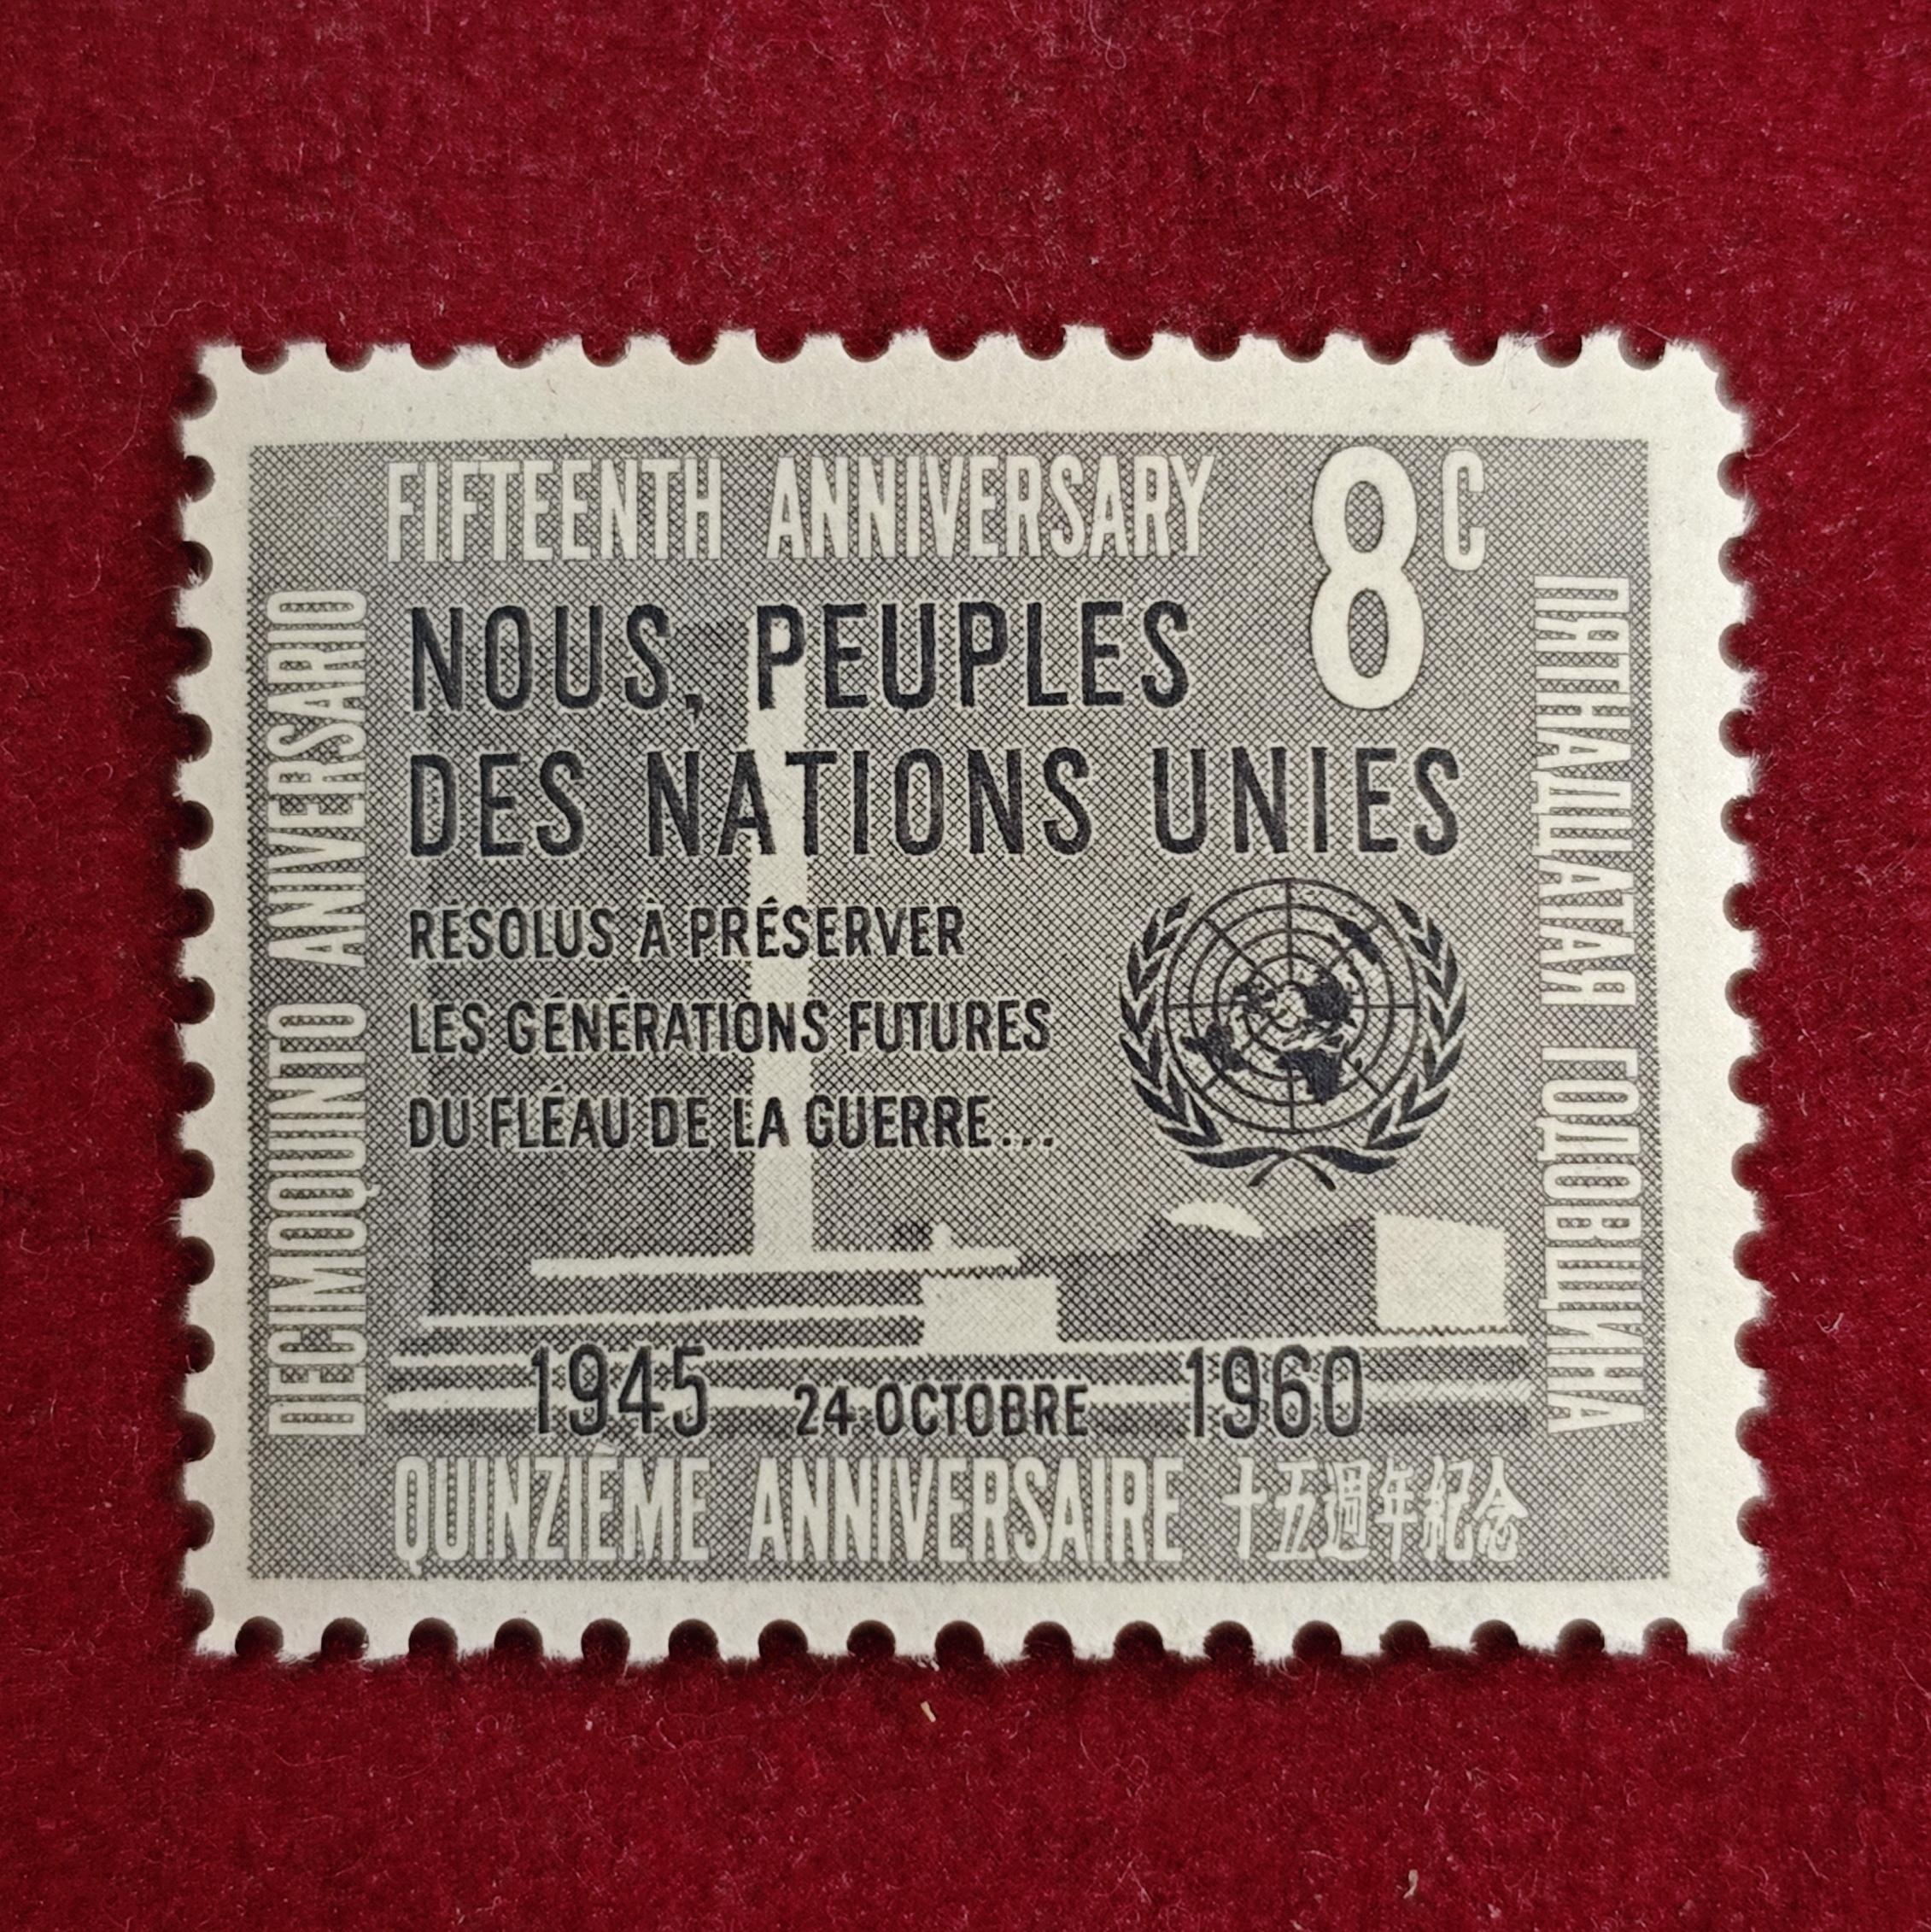 FIFTEENTH ANNIVERSARY
8C
DECIMOQUINTO ANIVERSARIO
NOUS, PEUPLES
DES NATIONS UNIES
RÉSOLUS À PRÉSERVER
LES GÉNÉRATIONS FUTURES
DU FLÉAU DE LA GUERRE...
ПЯТНАДЦАТАЯ ГОДОВЩИНА
1945 24 OCTOBRE 1960
QUINZIÈME ANNIVERSAIRE 十五週年紀念